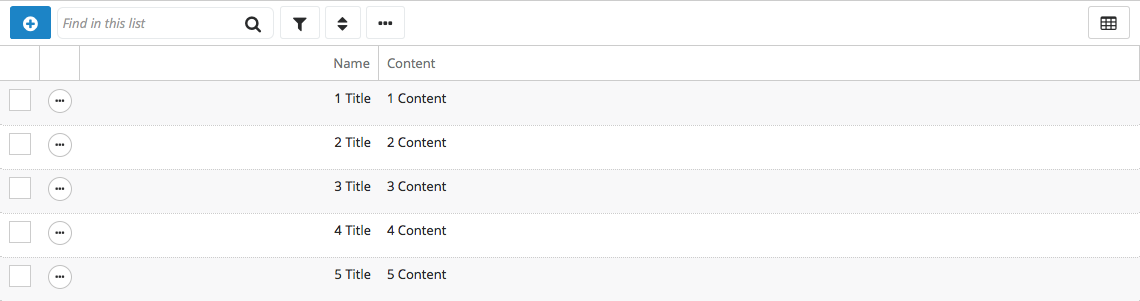 Find in this list
Name Content
1 Title 1 Content
2 Title 2 Content
3 Title 3 Content
4 Title 4 Content
5 Title 5 Content